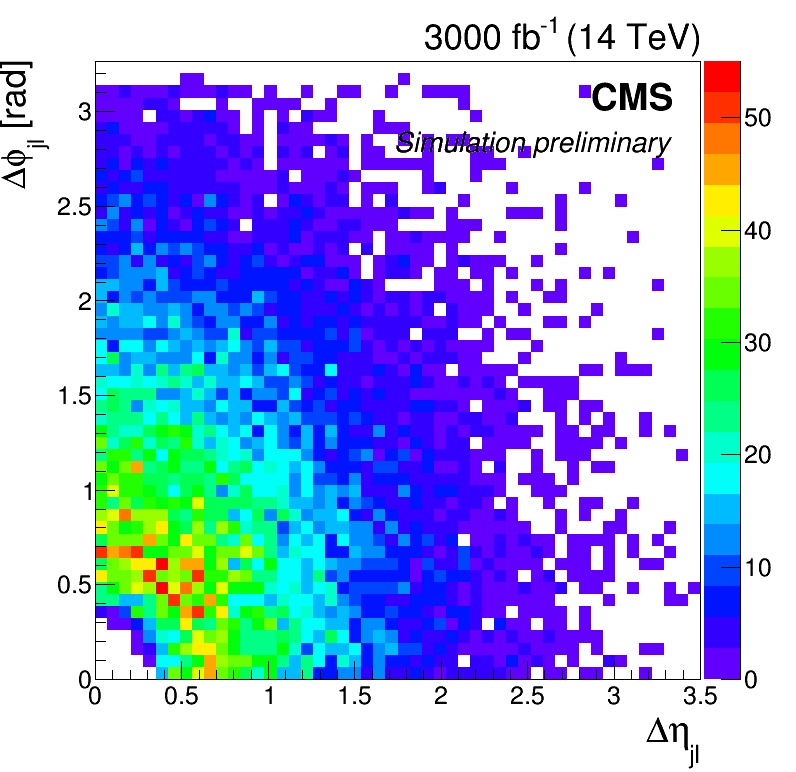 3000 fb-1 (14 TeV)
CMS
Simulation preliminary
Δϕjl [rad]
3
2.5
2
1.5
1
0.5
0
0 0.5 1 1.5 2 2.5 3 3.5
Δηjl
50
40
30
20
10
0